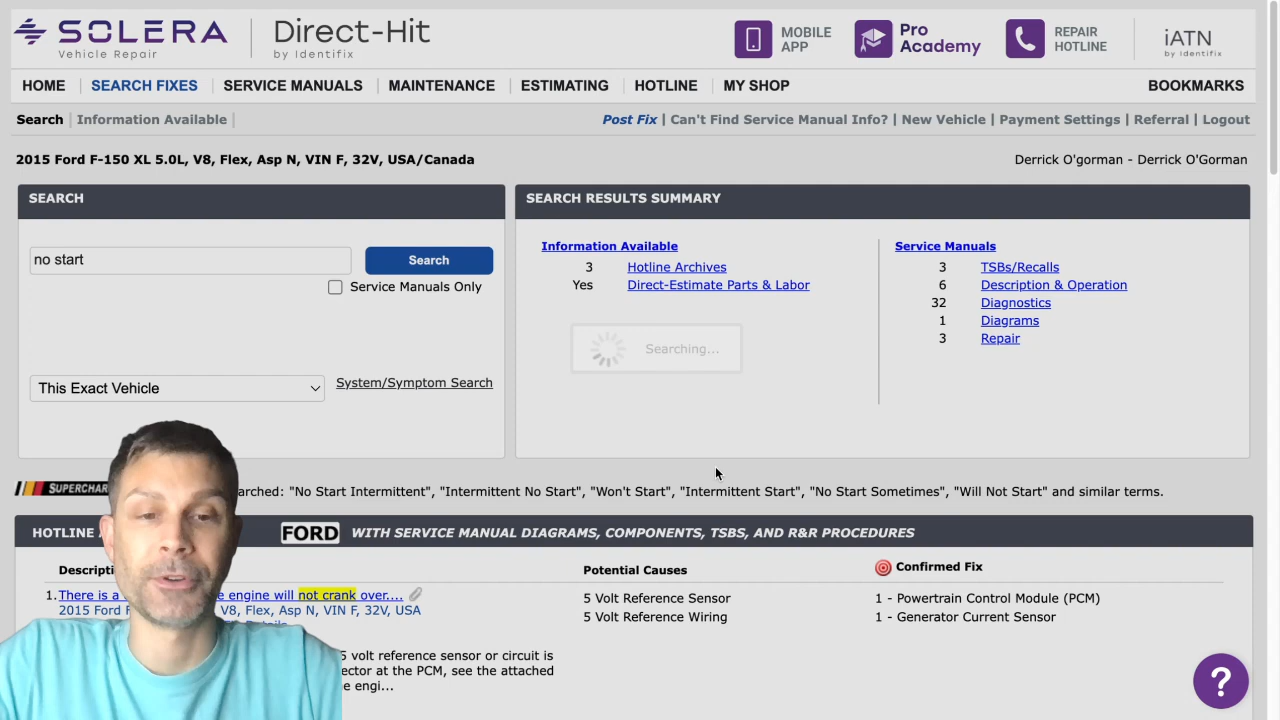 SOLERA
Vehicle Repair
Direct-Hit
by Identifix
MOBILE
APP
Pro
Academy
REPAIR
HOTLINE
iATN
by Identifix
HOME
SEARCH FIXES
SERVICE MANUALS
MAINTENANCE
ESTIMATING
HOTLINE
MY SHOP
BOOKMARKS
Search
Information Available
Post Fix | Can't Find Service Manual Info? | New Vehicle | Payment Settings | Referral | Logout
2015 Ford F-150 XL 5.0L, V8, Flex, Asp N, VIN F, 32V, USA/Canada
Derrick O'gorman - Derrick O'Gorman
SEARCH
no start
Search
Service Manuals Only
This Exact Vehicle
System/Symptom Search
SEARCH RESULTS SUMMARY
Information Available
3 Hotline Archives
Yes Direct-Estimate Parts & Labor
Searching...
Service Manuals
3 TSBs/Recalls
6 Description & Operation
32 Diagnostics
1 Diagrams
3 Repair
"No Start Intermittent", "Intermittent No Start", "Won't Start", "Intermittent Start", "No Start Sometimes", "Will Not Start" and similar terms.
HOTLINE
FORD WITH SERVICE MANUAL DIAGRAMS, COMPONENTS, TSBS, AND R&R PROCEDURES
Potential Causes
Confirmed Fix
1. There is a engine will not crank over....
2015 Ford V8, Flex, Asp N, VIN F, 32V, USA
5 Volt Reference Sensor
5 Volt Reference Wiring
1 - Powertrain Control Module (PCM)
1 - Generator Current Sensor
5 volt reference sensor or circuit is
at the PCM, see the attached
engi...
?